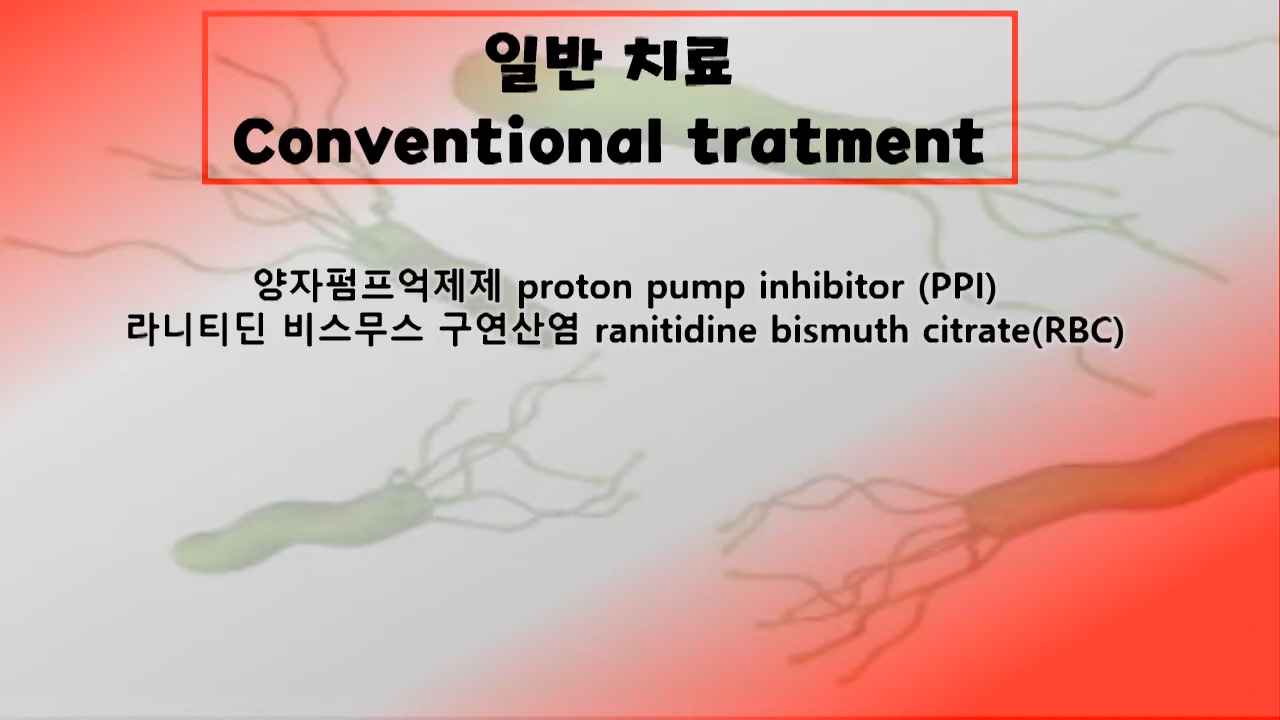 일반 치료
Conventional tratment
양자펌프억제제 proton pump inhibitor (PPI)
라니티딘 비스무스 구연산염 ranitidine bismuth citrate(RBC)